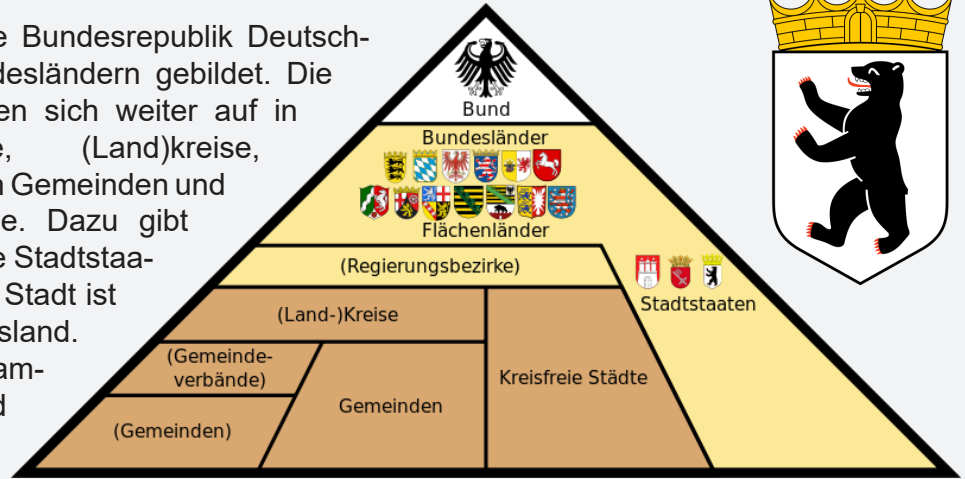 Bundesrepublik Deutsch-
desländern gebildet. Die
en sich weiter auf in
(Land)kreise,
Gemeinden und
e. Dazu gibt
e Stadtstaa-
Stadt ist
sland.
am-
Bund
Bundesländer
Flächenländer
(Regierungsbezirke)
Stadtstaaten
(Land-)Kreise
(Gemeinde-
verbände)
Kreisfreie Städte
Gemeinden
(Gemeinden)